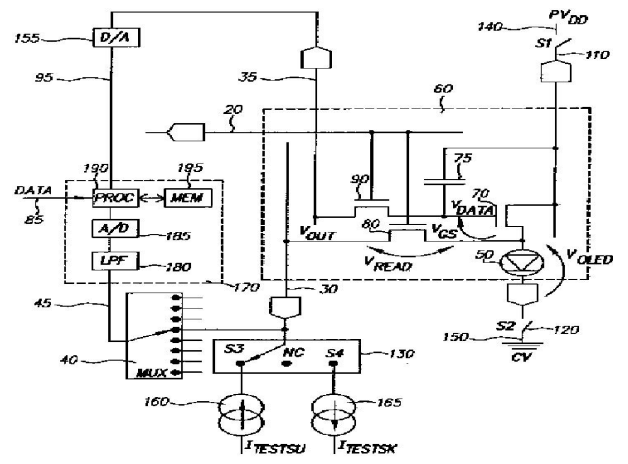 PVDD
140
S1
110
155
D/A
35
60
95
20
75
190
195
90
DATA
PROC
MEM
70
85
VDATA
A/D
VOUT
80
VGS
185
50
VOLED
LPF
180
VREAD
45
170
30
S2
120
150
CV
S3
NC
S4
130
40
MUX
160
165
ITESTSU
ITESTSK